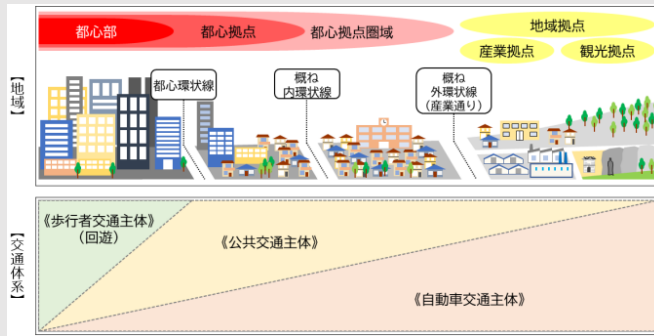 都心部
都心拠点
都心拠点圏域
地域拠点
産業拠点
観光拠点
【地域】
都心環状線
概ね
内環状線
概ね
外環状線
(産業通り)
【交通体系】
《歩行者交通主体》
(回遊)
《公共交通主体》
《自動車交通主体》